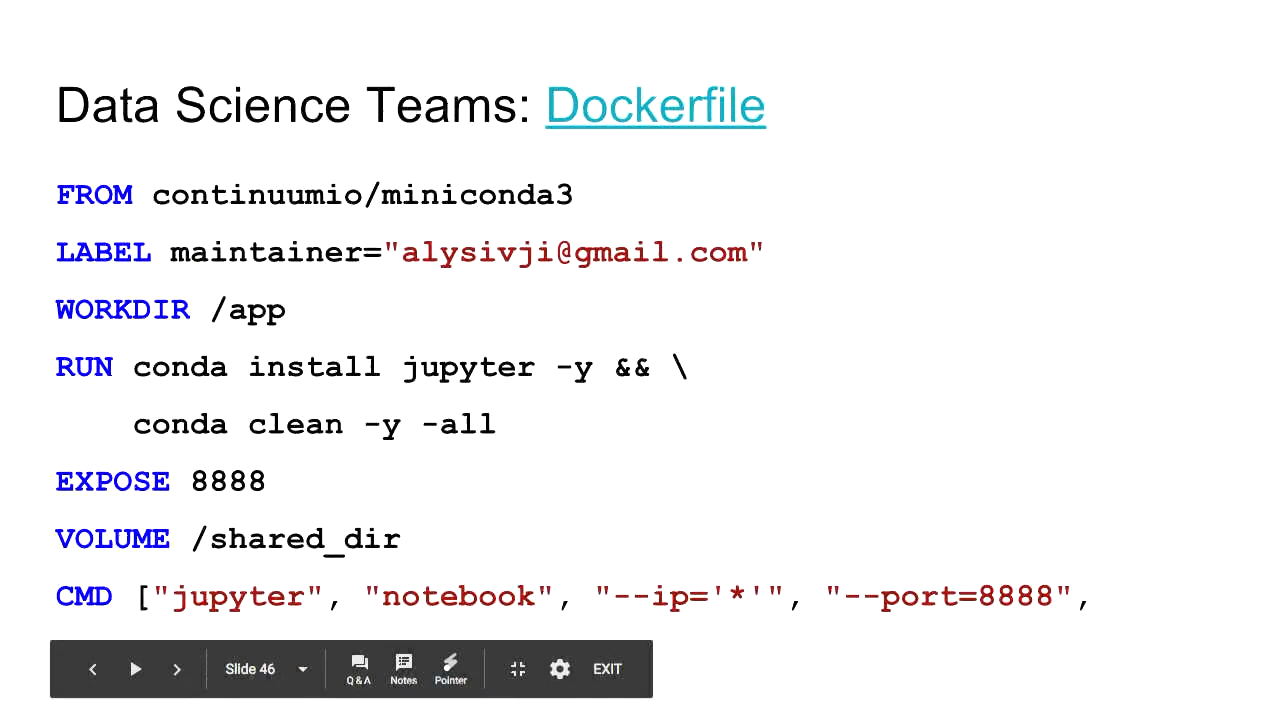 Data Science Teams: Dockerfile
FROM continuumio/miniconda3
LABEL maintainer="alysivji@gmail.com"
WORKDIR /app
RUN conda install jupyter -y && \
    conda clean -y -all
EXPOSE 8888
VOLUME /shared_dir
CMD ["jupyter", "notebook", "--ip='*'", "--port=8888",
Slide 46
Q & A Notes Pointer
EXIT